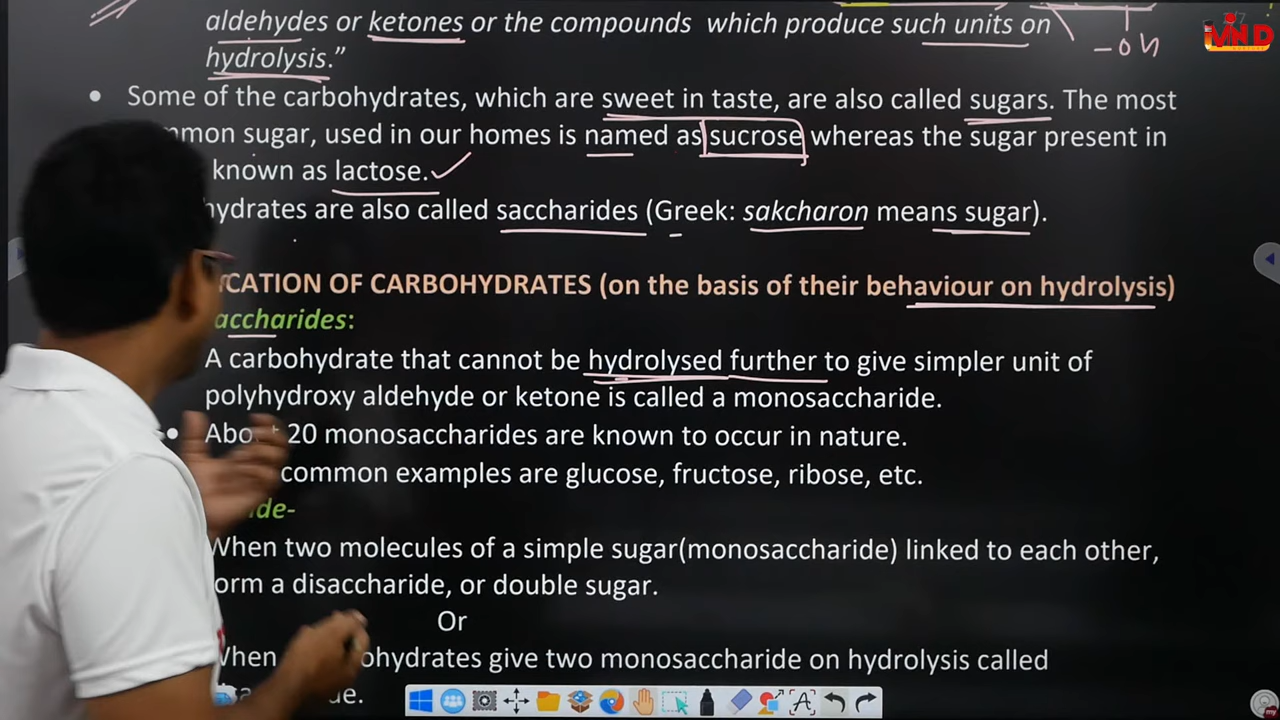 aldehydes or ketones or the compounds which produce such units on
hydrolysis.”
-OH
• Some of the carbohydrates, which are sweet in taste, are also called sugars. The most
mmon sugar, used in our homes is named as sucrose whereas the sugar present in
known as lactose.
hydrates are also called saccharides (Greek: sakcharon means sugar).
ICATION OF CARBOHYDRATES (on the basis of their behaviour on hydrolysis)
accharides:
A carbohydrate that cannot be hydrolysed further to give simpler unit of
polyhydroxy aldehyde or ketone is called a monosaccharide.
• About 20 monosaccharides are known to occur in nature.
common examples are glucose, fructose, ribose, etc.
ide-
When two molecules of a simple sugar(monosaccharide) linked to each other,
orm a disaccharide, or double sugar.
Or
When ohydrates give two monosaccharide on hydrolysis called
de.